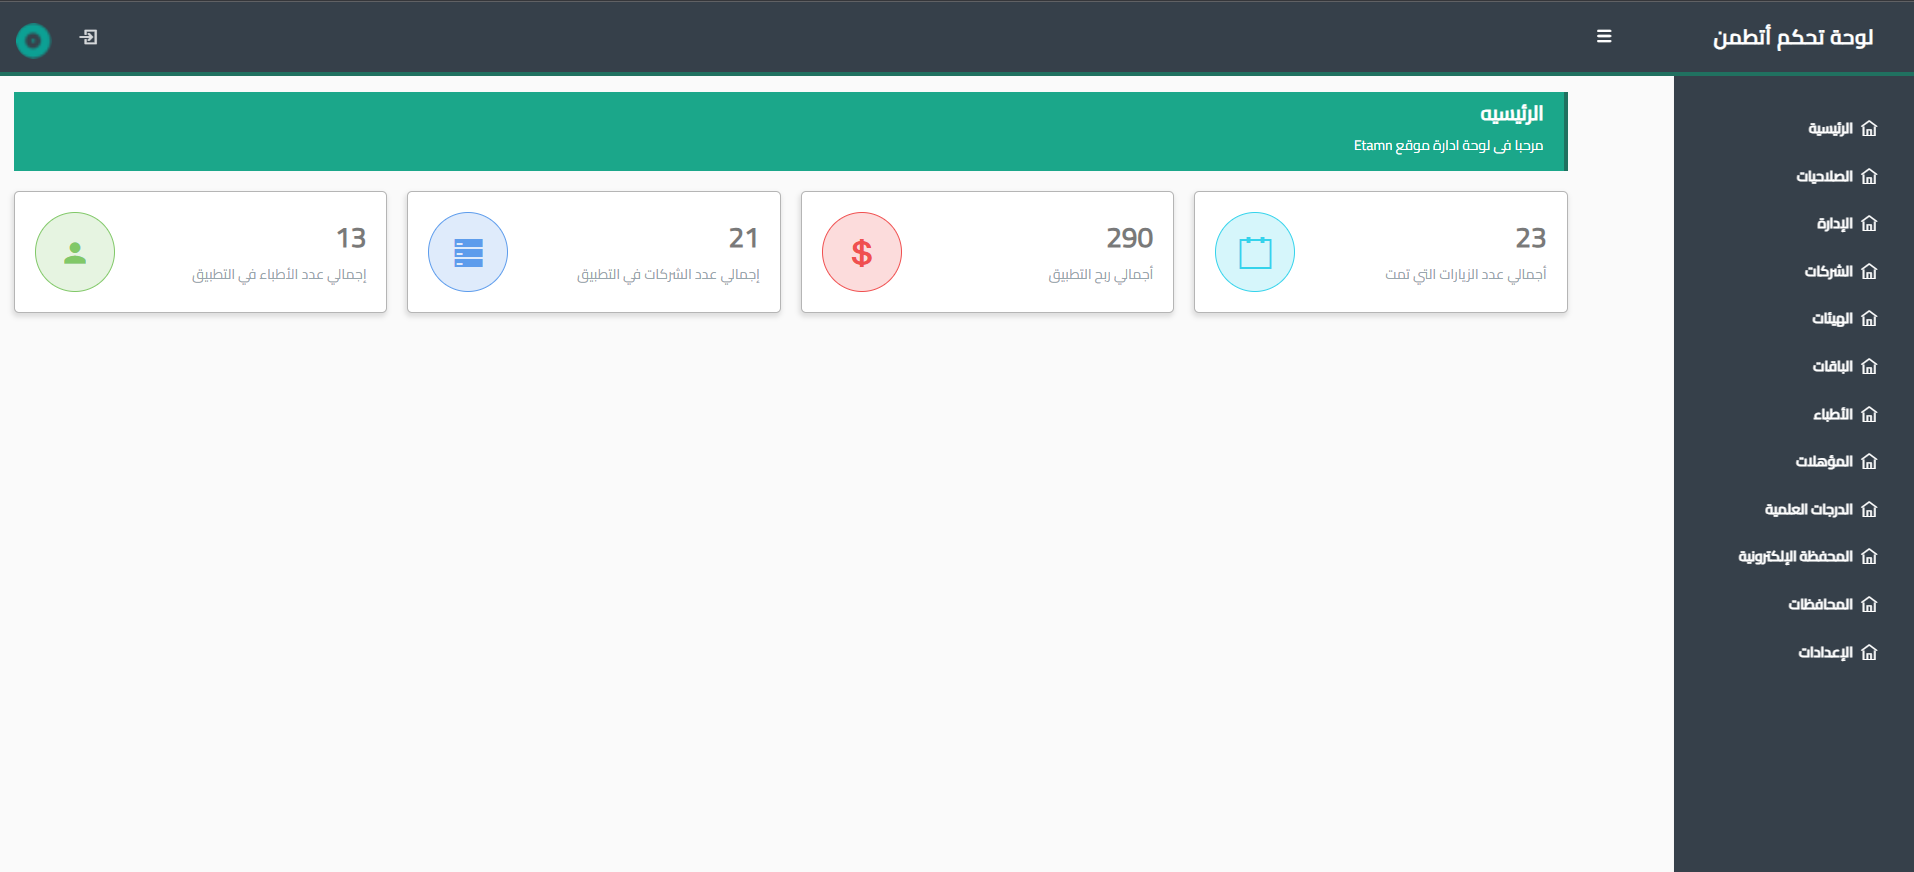 لوحة تحكم أتطمن
الرئيسية
الصلاحيات
الإدارة
الشركات
الهيئات
الباقات
الأطباء
المؤهلات
الدرجات العلمية
المحفظة الإلكترونية
المحافظات
الإعدادات
الرئيسيه
مرحبا فى لوحة ادارة موقع Etamn
23
أجمالي عدد الزيارات التي تمت
290
أجمالي ربح التطبيق
21
إجمالي عدد الشركات في التطبيق
13
إجمالي عدد الأطباء في التطبيق